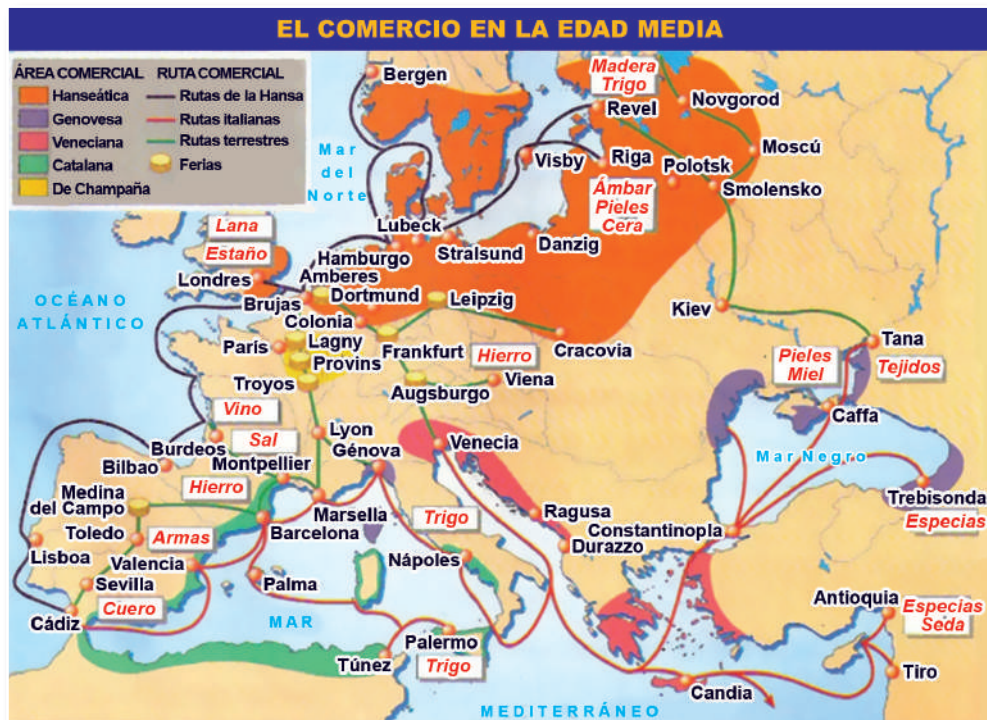 EL COMERCIO EN LA EDAD MEDIA
ÁREA COMERCIAL
Hanseática
Genovesa
Veneciana
Catalana
De Champaña
RUTA COMERCIAL
Rutas de la Hansa
Rutas italianas
Rutas terrestres
Ferias
Bergen
Madera
Trigo
Revel
Novgorod
Mar
del
Norte
Visby
Riga
Moscú
Polotsk
Smolensko
Ámbar
Pieles
Cera
Lana
Estaño
Lubeck
Stralsund
Danzig
Hamburgo
Londres
Amberes
Brujas
Dortmund
Leipzig
Colonia
OCÉANO
ATLÁNTICO
Kiev
París
Lagny
Provins
Frankfurt
Hierro
Cracovia
Tana
Tejidos
Pieles
Miel
Troyos
Augsburgo
Viena
Caffa
Vino
Sal
Lyon
Génova
Venecia
Burdeos
Bilbao
Montpellier
Mar Negro
Hierro
Medina
del Campo
Toledo
Armas
Marsella
Barcelona
Trigo
Ragusa
Constantinopla
Trebisonda
Especias
Durazzo
Lisboa
Valencia
Nápoles
Sevilla
Palma
Cuero
Cádiz
MAR
Antioquia
Especias
Seda
Palermo
Trigo
Túnez
Tiro
Candia
MEDITERRÁNEO